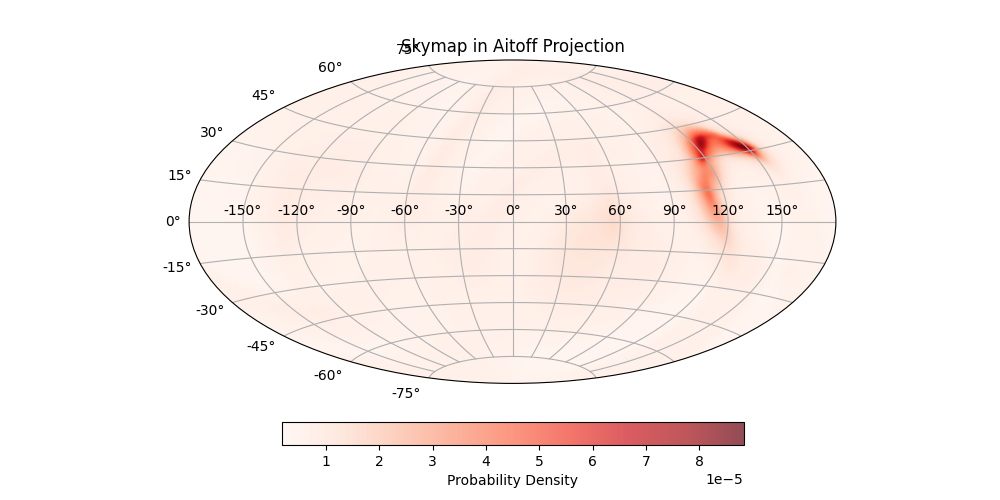 Skymap in Aitoff Projection
75°
60°
45°
30°
15°
-150° -120° -90° -60° -30° 0° 30° 60° 90° 120° 150°
0°
-15°
-30°
-45°
-60°
-75°
1 2 3 4 5 6 7 8
1e−5
Probability Density